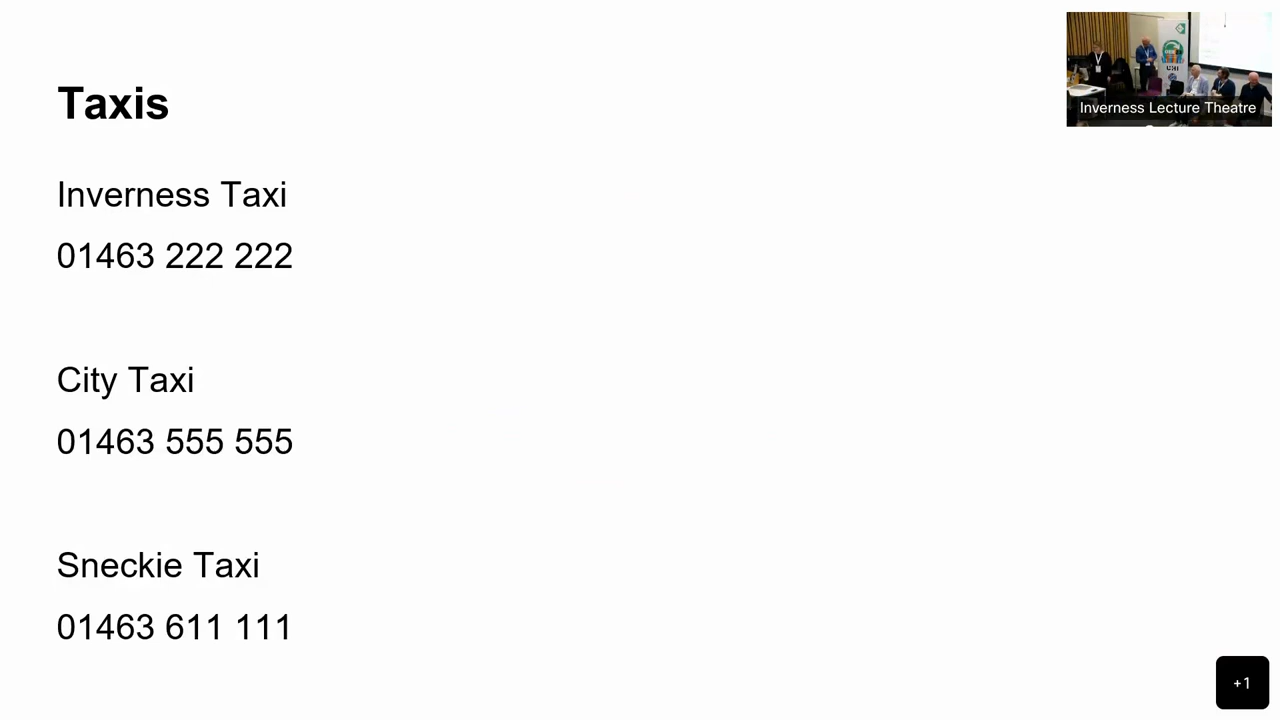 Taxis
Inverness Taxi
01463 222 222
City Taxi
01463 555 555
Sneckie Taxi
01463 611 111
Inverness Lecture Theatre
+1